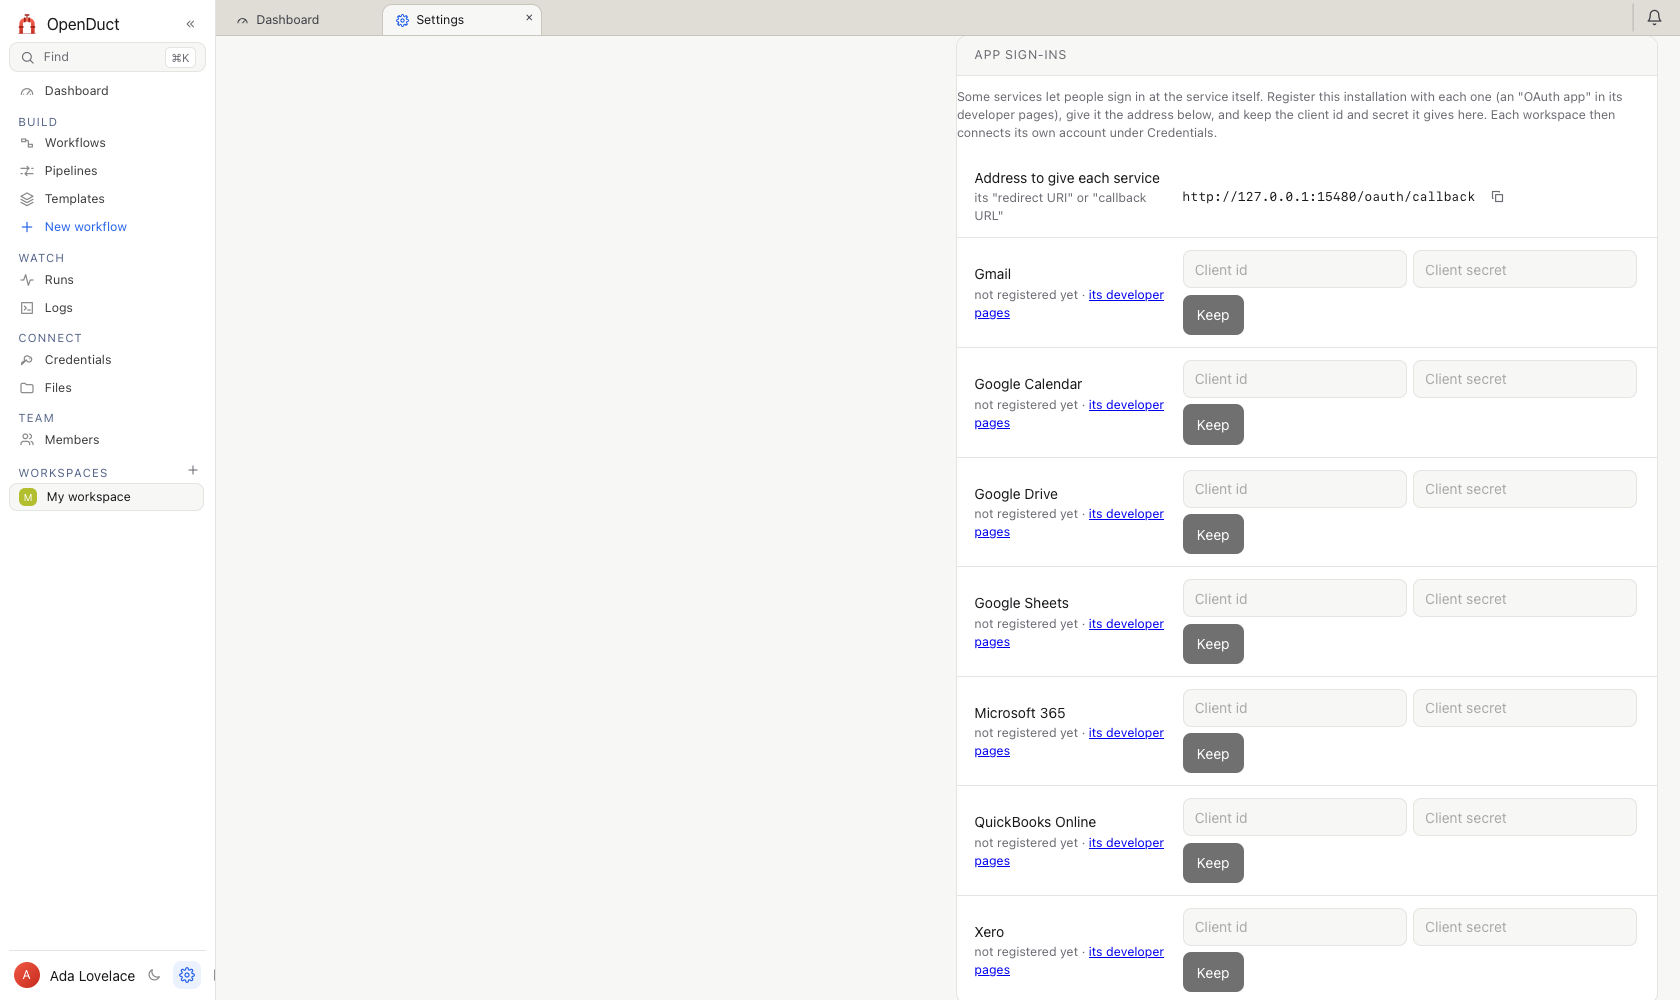 OpenDuct
Find
⌘K
Dashboard
BUILD
Workflows
Pipelines
Templates
New workflow
WATCH
Runs
Logs
CONNECT
Credentials
Files
TEAM
Members
WORKSPACES
M My workspace
A Ada Lovelace
Dashboard
Settings
APP SIGN-INS
Some services let people sign in at the service itself. Register this installation with each one (an "OAuth app" in its
developer pages), give it the address below, and keep the client id and secret it gives here. Each workspace then
connects its own account under Credentials.
Address to give each service
its "redirect URI" or "callback
URL"
http://127.0.0.1:15480/oauth/callback
Gmail
not registered yet · its developer
pages
Client id
Client secret
Keep
Google Calendar
not registered yet · its developer
pages
Client id
Client secret
Keep
Google Drive
not registered yet · its developer
pages
Client id
Client secret
Keep
Google Sheets
not registered yet · its developer
pages
Client id
Client secret
Keep
Microsoft 365
not registered yet · its developer
pages
Client id
Client secret
Keep
QuickBooks Online
not registered yet · its developer
pages
Client id
Client secret
Keep
Xero
not registered yet · its developer
pages
Client id
Client secret
Keep